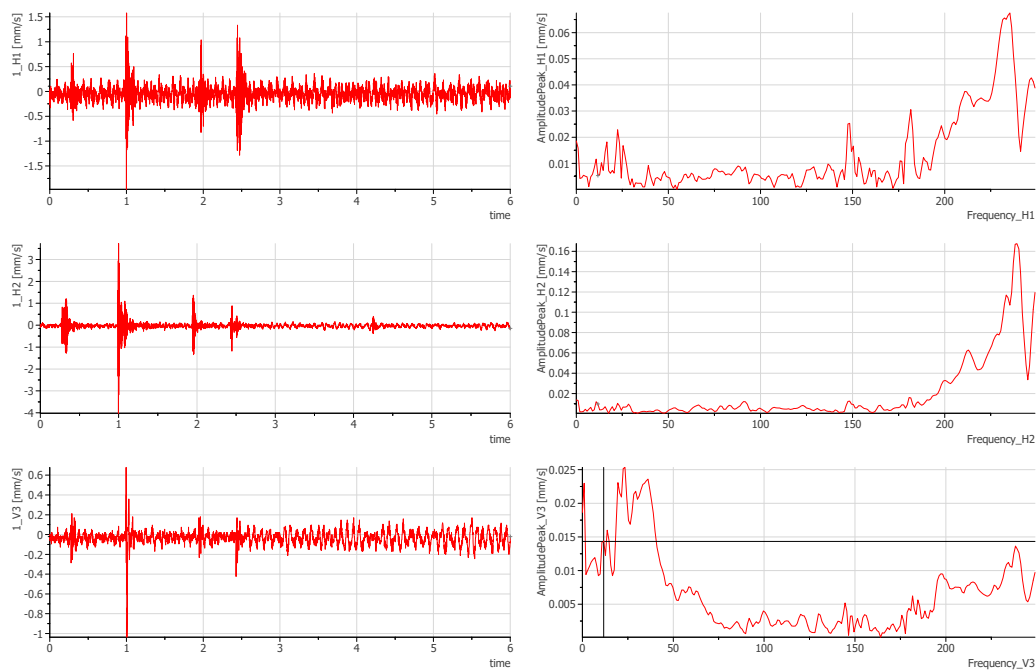 1_H1 [mm/s]
1.5
1
0.5
0
-0.5
-1
-1.5
0 1 2 3 4 5 6
time
AmplitudePeak_H1 [mm/s]
0.06
0.05
0.04
0.03
0.02
0.01
0 50 100 150 200
Frequency_H1
1_H2 [mm/s]
3
2
1
0
-1
-2
-3
-4
0 1 2 3 4 5 6
time
AmplitudePeak_H2 [mm/s]
0.16
0.14
0.12
0.1
0.08
0.06
0.04
0.02
0 50 100 150 200
Frequency_H2
1_V3 [mm/s]
0.6
0.4
0.2
0
-0.2
-0.4
-0.6
-0.8
-1
0 1 2 3 4 5 6
time
AmplitudePeak_V3 [mm/s]
0.025
0.02
0.015
0.01
0.005
0 50 100 150 200
Frequency_V3